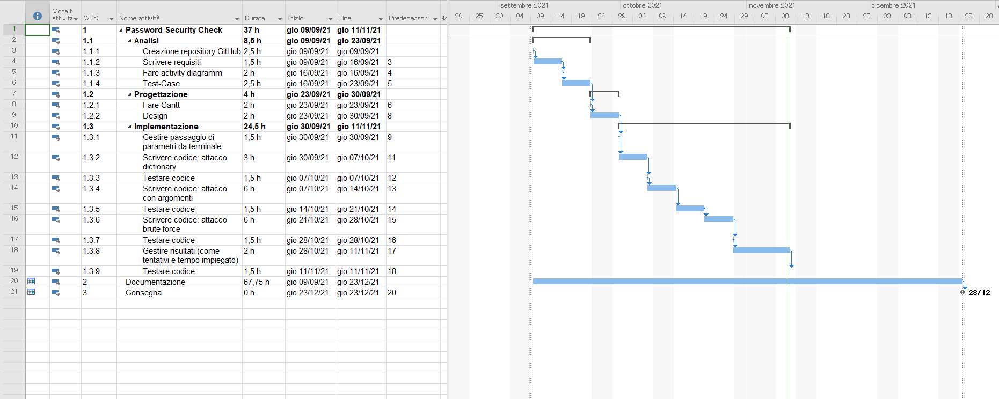 settembre 2021 ottobre 2021 novembre 2021 dicembre 2021
Modali
attività WBS Nome attività Durata Inizio Fine Predecessori
20 25 30 04 09 14 19 24 29 04 09 14 19 24 29 03 08 13 18 23 28 03 08 13 18 23 28
1 1 Password Security Check 37 h gio 09/09/21 gio 11/11/21
2 1.1 Analisi 8,5 h gio 09/09/21 gio 23/09/21
3 1.1.1 Creazione repository GitHub 2,5 h gio 09/09/21 gio 09/09/21
4 1.1.2 Scrivere requisiti 1,5 h gio 09/09/21 gio 16/09/21 3
5 1.1.3 Fare activity diagramm 2 h gio 16/09/21 gio 16/09/21 4
6 1.1.4 Test-Case 2,5 h gio 16/09/21 gio 23/09/21 5
7 1.2 Progettazione 4 h gio 23/09/21 gio 30/09/21
8 1.2.1 Fare Gantt 2 h gio 23/09/21 gio 23/09/21 6
9 1.2.2 Design 2 h gio 23/09/21 gio 30/09/21 8
10 1.3 Implementazione 24,5 h gio 30/09/21 gio 11/11/21
11 1.3.1 Gestire passaggio di 1,5 h gio 30/09/21 gio 30/09/21 9
parametri da terminale
12 1.3.2 Scrivere codice: attacco 3 h gio 30/09/21 gio 07/10/21 11
dictionary
13 1.3.3 Testare codice 1,5 h gio 07/10/21 gio 07/10/21 12
14 1.3.4 Scrivere codice: attacco 6 h gio 07/10/21 gio 14/10/21 13
con argomenti
15 1.3.5 Testare codice 1,5 h gio 14/10/21 gio 21/10/21 14
16 1.3.6 Scrivere codice: attacco 6 h gio 21/10/21 gio 28/10/21 15
brute force
17 1.3.7 Testare codice 1,5 h gio 28/10/21 gio 28/10/21 16
18 1.3.8 Gestire risultati (come 2 h gio 28/10/21 gio 11/11/21 17
tentativi e tempo impiegato)
19 1.3.9 Testare codice 1,5 h gio 11/11/21 gio 11/11/21 18
20 2 Documentazione 67,75 h gio 09/09/21 gio 23/12/21
21 3 Consegna 0 h gio 23/12/21 gio 23/12/21 20
23/12